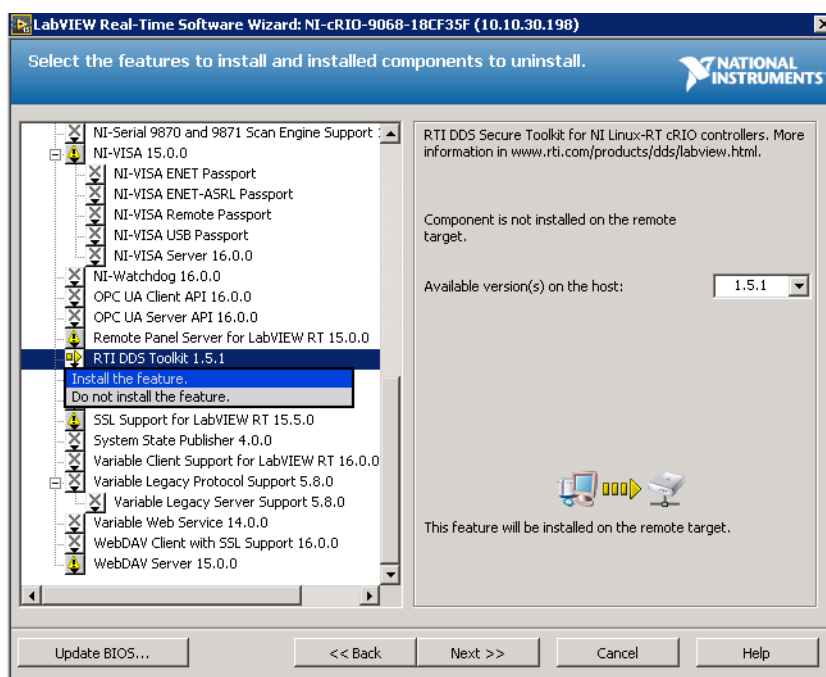 LabVIEW Real-Time Software Wizard: NI-cRIO-9068-18CF35F (10.10.30.198)
Select the features to install and installed components to uninstall.
NATIONAL
INSTRUMENTS
NI-Serial 9870 and 9871 Scan Engine Support
NI-VISA 15.0.0
NI-VISA ENET Passport
NI-VISA ENET-ASRL Passport
NI-VISA Remote Passport
NI-VISA USB Passport
NI-VISA Server 16.0.0
NI-Watchdog 16.0.0
OPC UA Client API 16.0.0
OPC UA Server API 16.0.0
Remote Panel Server for LabVIEW RT 15.0.0
RTI DDS Toolkit 1.5.1
Install the feature.
Do not install the feature.
SSL Support for LabVIEW RT 15.5.0
System State Publisher 4.0.0
Variable Client Support for LabVIEW RT 16.0.0
Variable Legacy Protocol Support 5.8.0
Variable Legacy Server Support 5.8.0
Variable Web Service 14.0.0
WebDAV Client with SSL Support 16.0.0
WebDAV Server 15.0.0
RTI DDS Secure Toolkit for NI Linux-RT cRIO controllers. More
information in www.rti.com/products/dds/labview.html.
Component is not installed on the remote
target.
Available version(s) on the host:
1.5.1
This feature will be installed on the remote target.
Update BIOS...
<< Back
Next >>
Cancel
Help